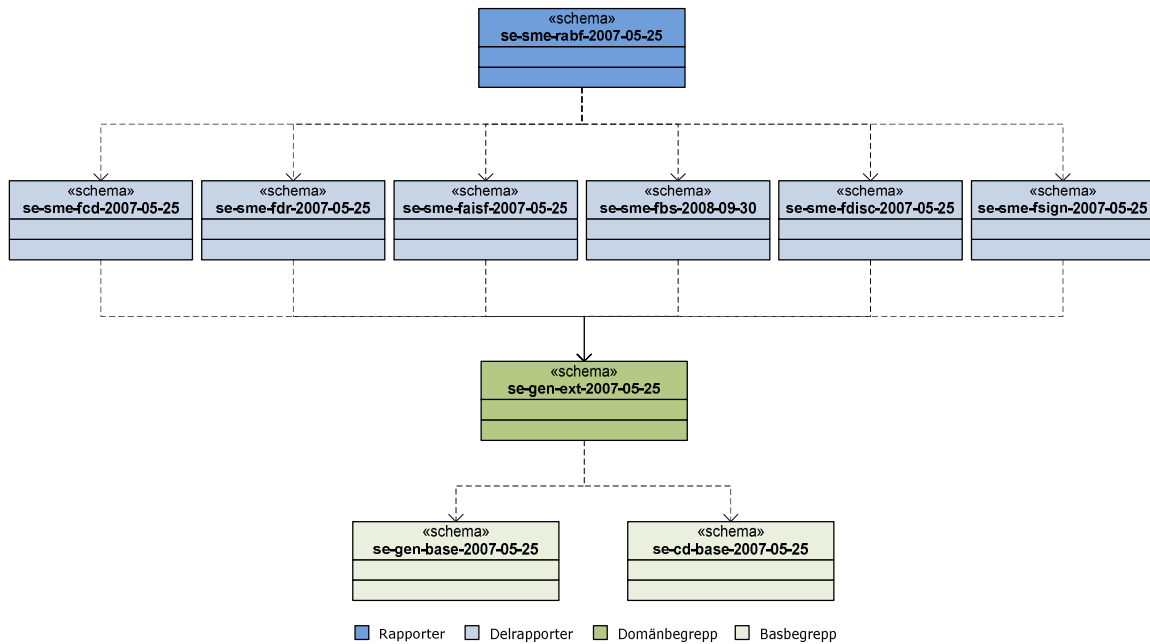 «schema»
se-sme-rabf-2007-05-25
«schema»
se-sme-fcd-2007-05-25
«schema»
se-sme-fdr-2007-05-25
«schema»
se-sme-faisf-2007-05-25
«schema»
se-sme-fbs-2008-09-30
«schema»
se-sme-fdisc-2007-05-25
«schema»
se-sme-fsign-2007-05-25
«schema»
se-gen-ext-2007-05-25
«schema»
se-gen-base-2007-05-25
«schema»
se-cd-base-2007-05-25
Rapporter Delrapporter Domänbegrepp Basbegrepp